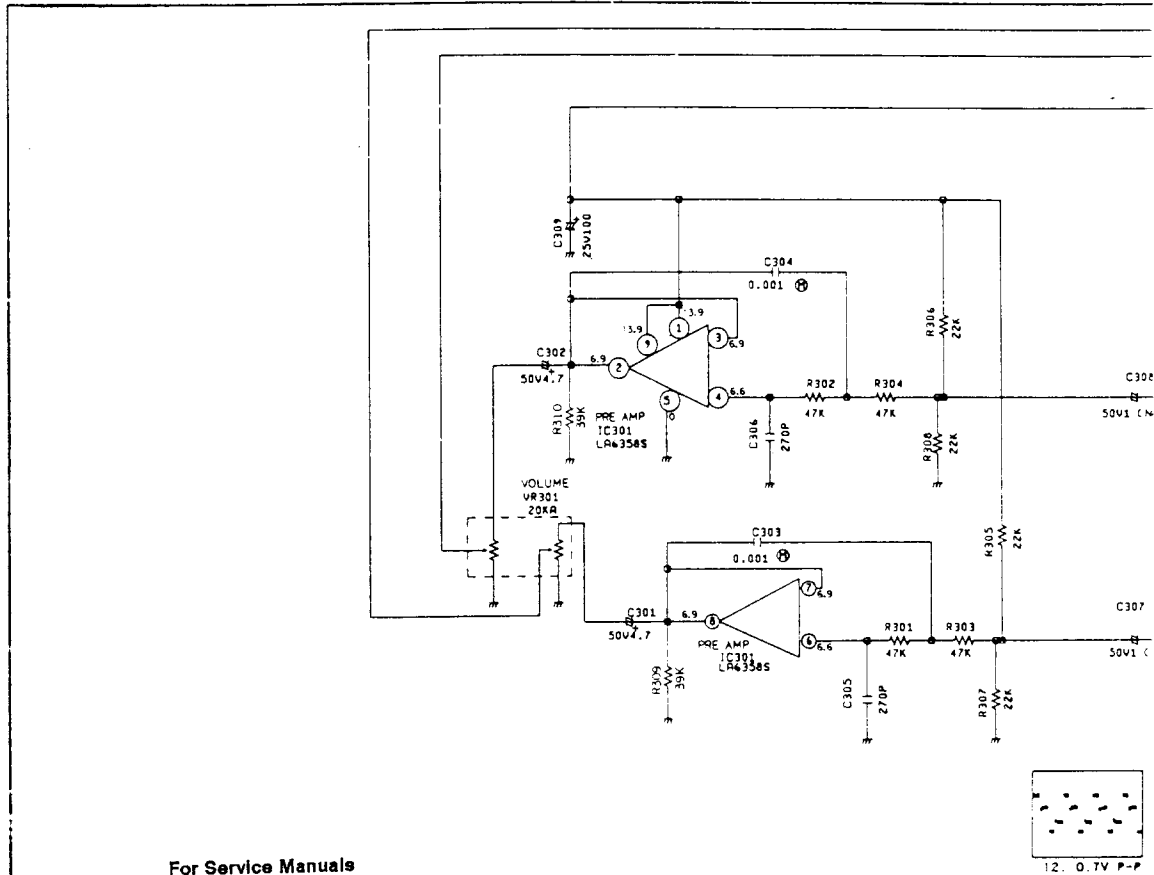 C309
25V100
C304
0.001 M
R306
22K
13.9
3.9
1
9
3
6.9
C302
50V4.7
6.9
2
5
0
4
6.6
R302
47K
R304
47K
C308
50V1 (N
R310
39K
PRE AMP
IC301
LA6358S
C306
270P
R308
22K
VOLUME
VR301
20KA
C303
0.001 M
R305
22K
7
6.9
C301
50V4.7
6.9
8
6
6.6
PRE AMP
IC301
LA6358S
R301
47K
R303
47K
C307
50V1 (
R309
39K
C305
270P
R307
22K
12. 0.7V P-P
For Service Manuals